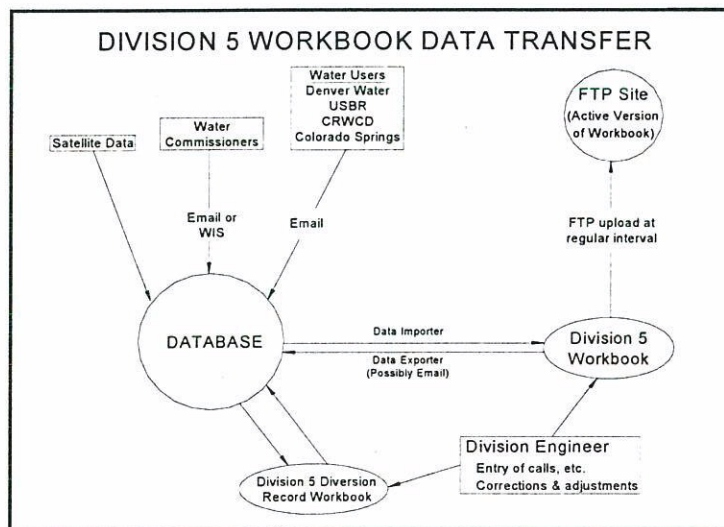 DIVISION 5 WORKBOOK DATA TRANSFER
Satellite Data
Water
Commissioners
Water Users
Denver Water
USBR
CRWCD
Colorado Springs
FTP Site
(Active Version
of Workbook)
Email or
WIS
Email
FTP upload at
regular interval
DATABASE
Data Importer
Data Exporter
(Possibly Email)
Division 5
Workbook
Division 5 Diversion
Record Workbook
Division Engineer
Entry of calls, etc.
Corrections & adjustments